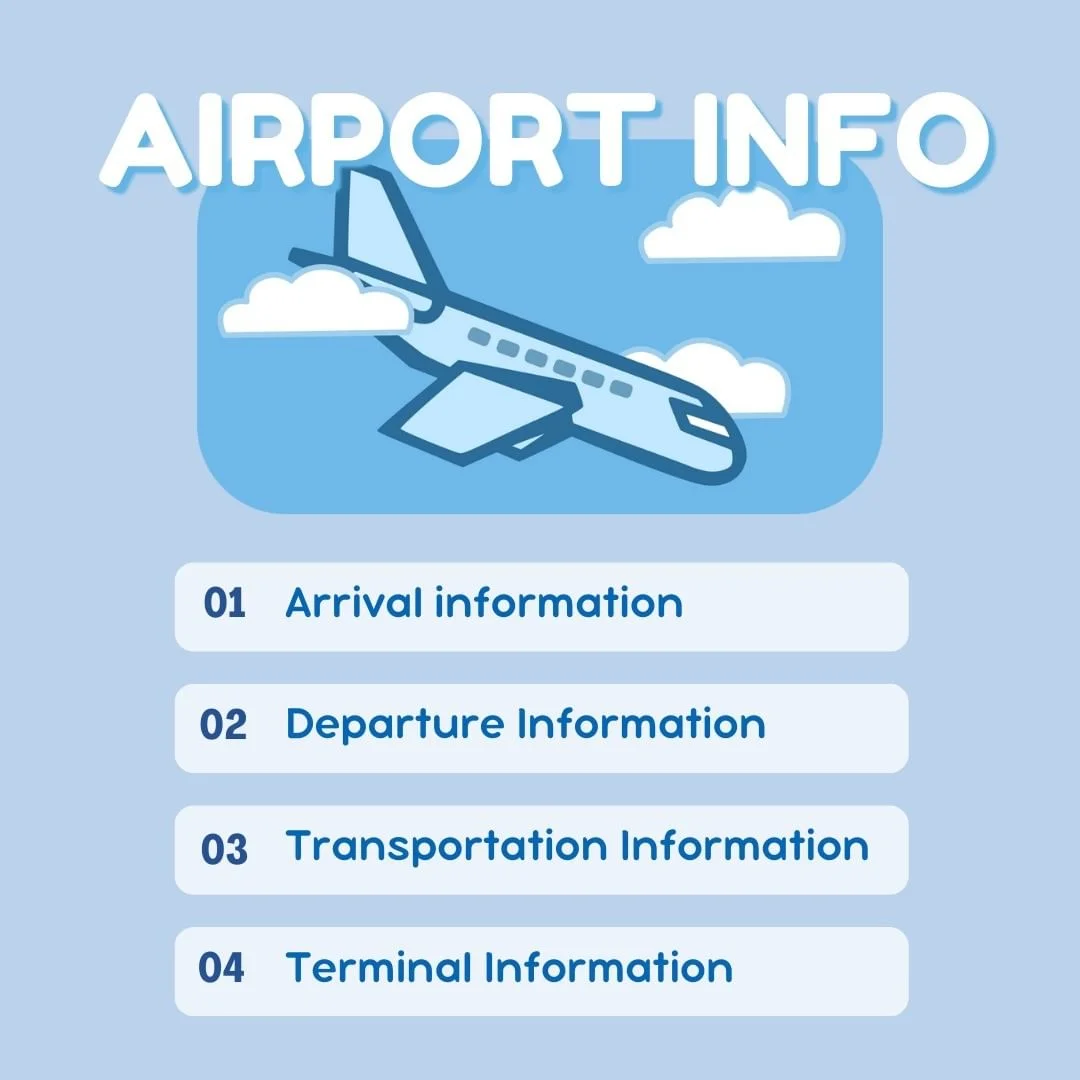 AIRPORT INFO
01 Arrival information
02 Departure Information
03 Transportation Information
04 Terminal Information